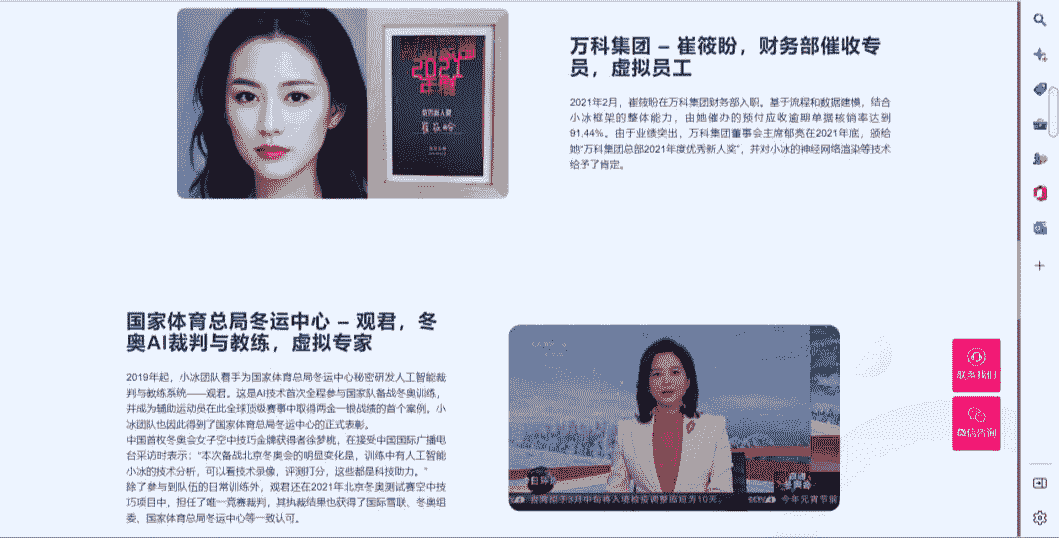 万科集团 – 崔筱盼，财务部催收专
员，虚拟员工
2021年2月，崔筱盼在万科集团财务部入职。基于流程和数据建模，结合
小冰框架的整体能力，由她催办的预付应收逾期单据核销率达到
91.44%。由于业绩突出，万科集团董事会主席郁亮在2021年底，颁给
她“万科集团总部2021年度优秀新人奖”，并对小冰的神经网络渲染等技术
给予了肯定。
2021
国家体育总局冬运中心 – 观君，冬
奥AI裁判与教练，虚拟专家
2019年起，小冰团队着手为国家体育总局冬运中心秘密研发人工智能裁
判与教练系统——观君。这是AI技术首次全程参与国家队备战冬奥训练，
并成为辅助运动员在此全球顶级赛事中取得两金一银战绩的首个案例。小
冰团队也因此得到了国家体育总局冬运中心的正式表彰。
中国首枚冬奥会女子空中技巧金牌获得者徐梦桃，在接受中国国际广播电
台采访时表示：“本次备战北京冬奥会的明显变化是，训练中有人工智能
小冰的技术分析，可以看技术录像，评测打分，这些都是科技助力。”
除了参与到队伍的日常训练外，观君还在2021年北京冬奥测试赛空中技
巧项目中，担任了唯一竞赛裁判，其执裁结果也获得了国际雪联、冬奥组
委、国家体育总局冬运中心等一致认可。
今年元宵节前
联系我们
微信咨询